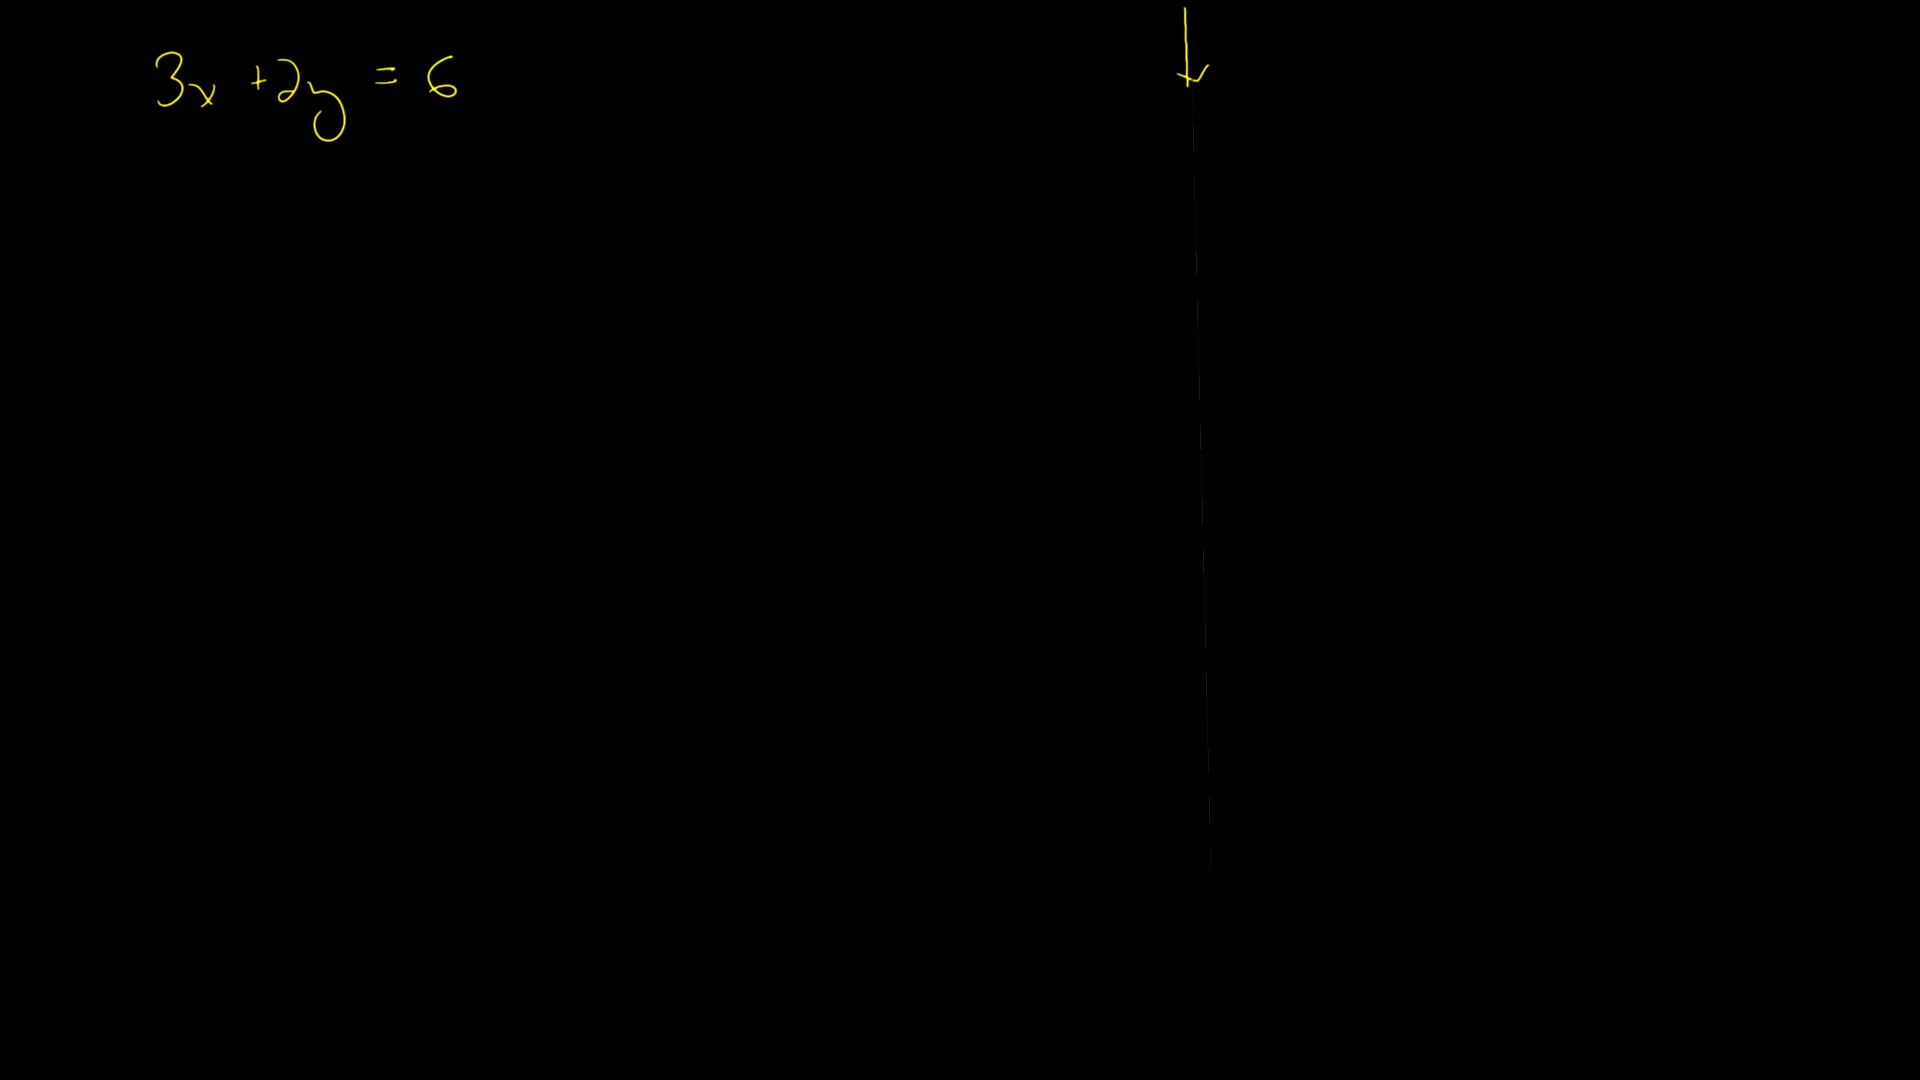 3x +2y = 6